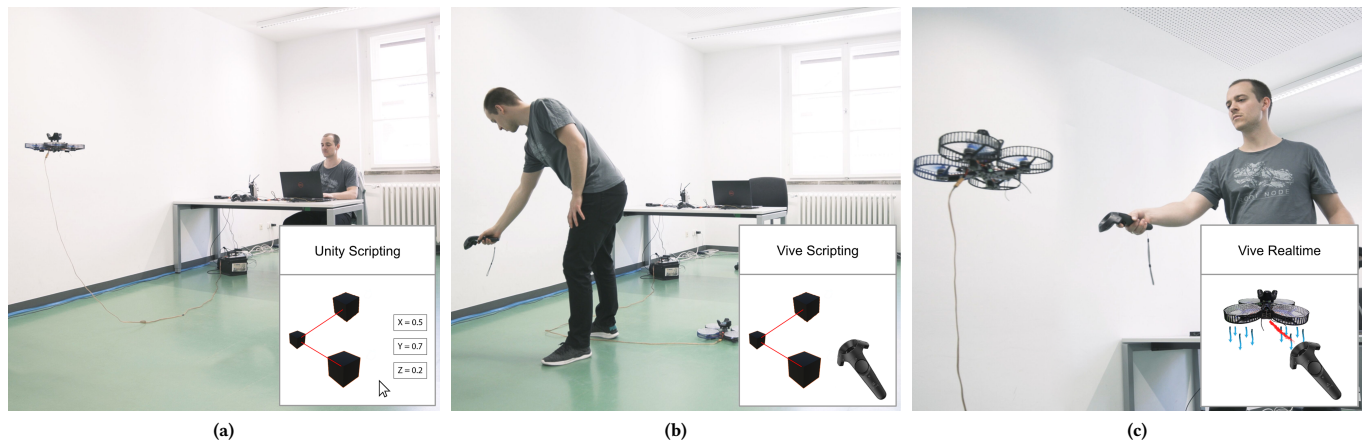 Unity Scripting
X = 0.5
Y = 0.7
Z = 0.2
(a)
Vive Scripting
(b)
Vive Realtime
(c)